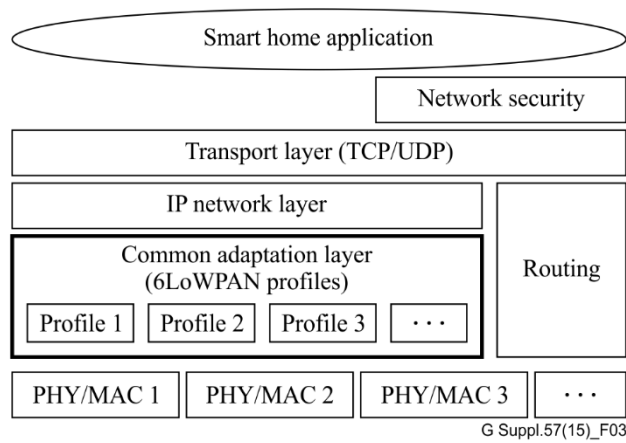 Smart home application
Network security
Transport layer (TCP/UDP)
IP network layer
Common adaptation layer
(6LoWPAN profiles)
Profile 1 Profile 2 Profile 3 · · ·
Routing
PHY/MAC 1 PHY/MAC 2 PHY/MAC 3 · · ·
G Suppl.57(15)_F03